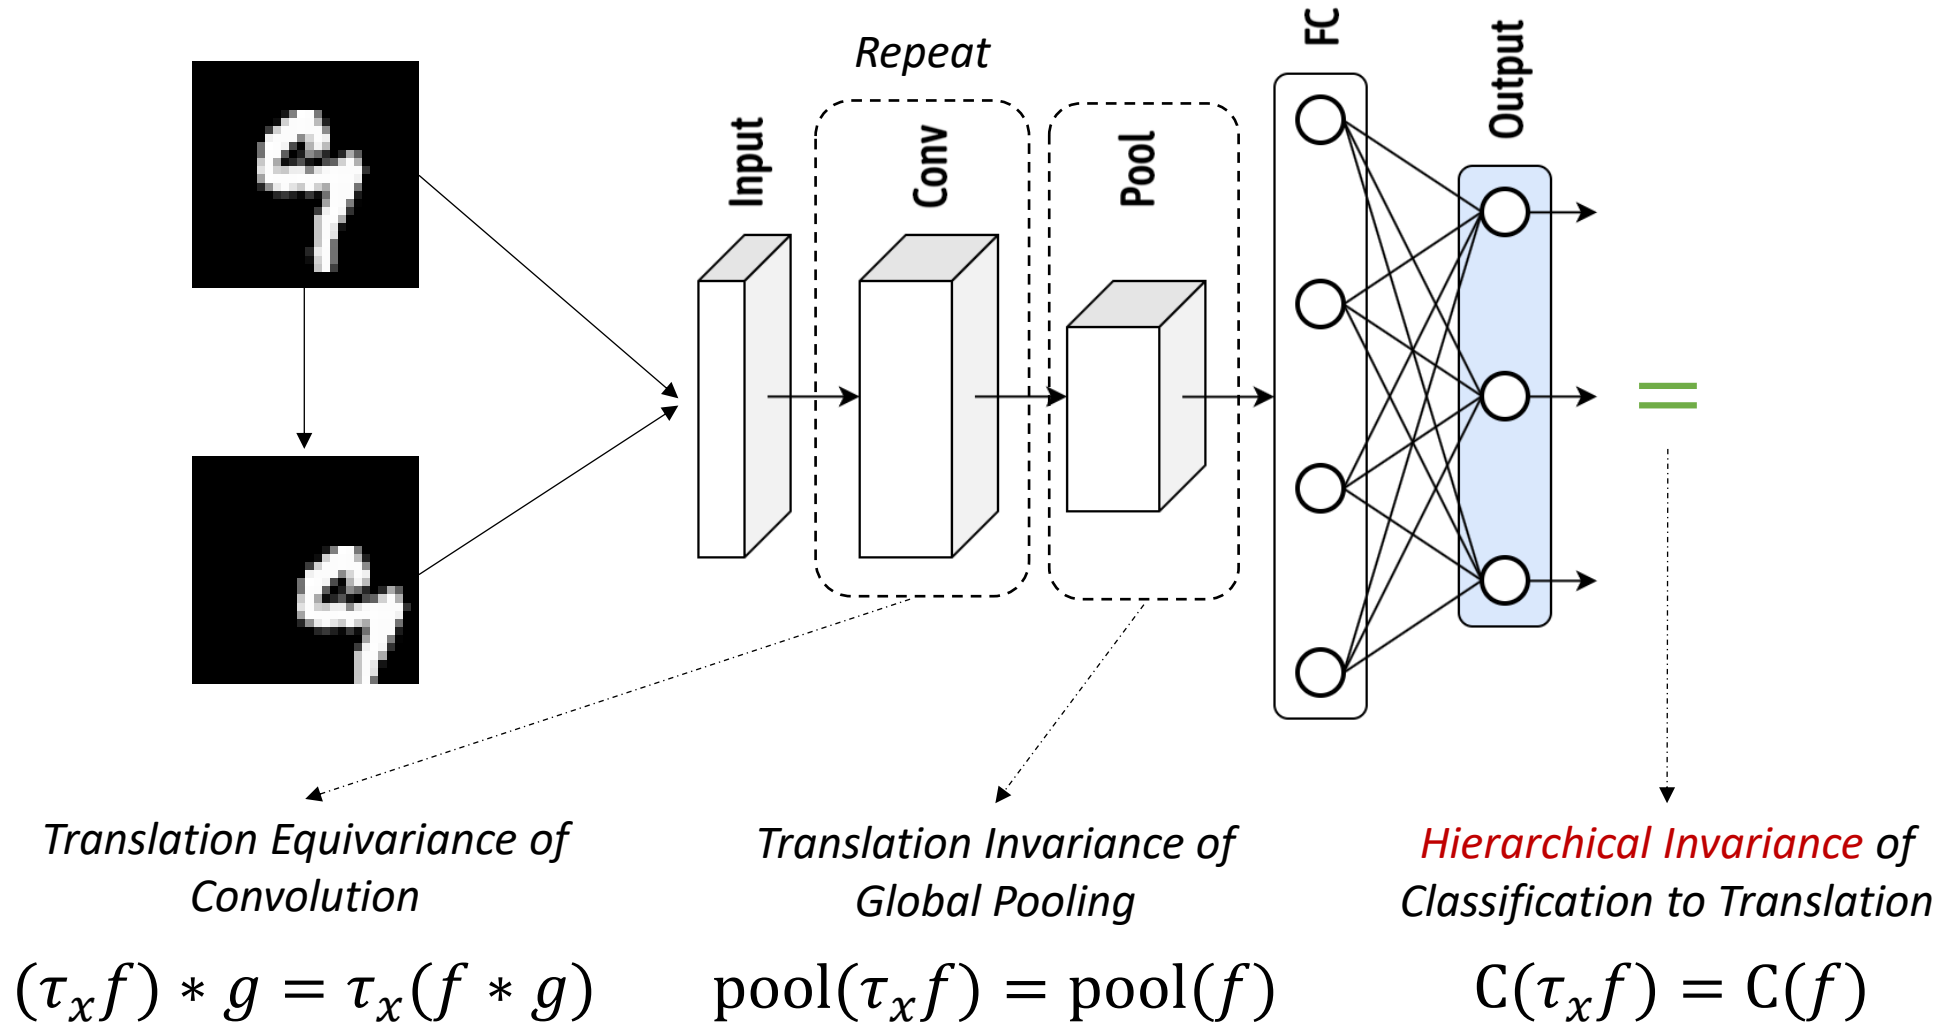 Repeat
Input
Conv
Pool
FC
Output
=
Translation Equivariance of
Convolution
(τₓf) ∗ g = τₓ(f ∗ g)
Translation Invariance of
Global Pooling
pool(τₓf) = pool(f)
Hierarchical Invariance of
Classification to Translation
C(τₓf) = C(f)